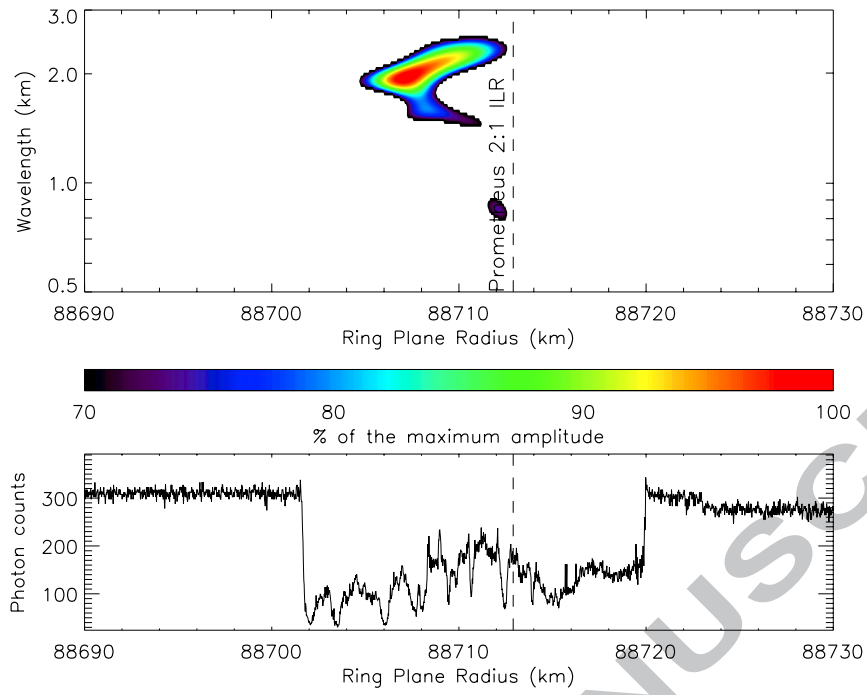 3.0
2.0
1.0
0.5
Wavelength (km)
Prometheus 2:1 ILR
88690 88700 88710 88720 88730
Ring Plane Radius (km)
70 80 90 100
% of the maximum amplitude
300
200
100
Photon counts
88690 88700 88710 88720 88730
Ring Plane Radius (km)
NUSC